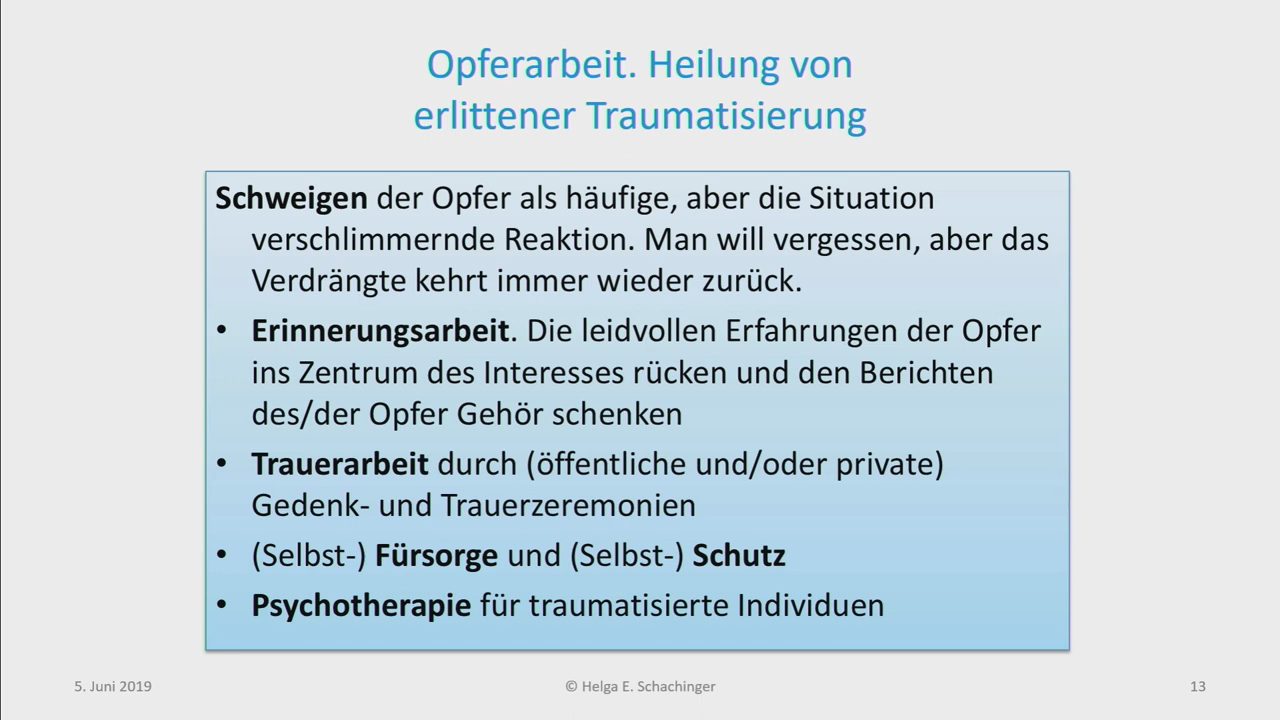 Opferarbeit. Heilung von
erlittener Traumatisierung
Schweigen der Opfer als häufige, aber die Situation
verschlimmernde Reaktion. Man will vergessen, aber das
Verdrängte kehrt immer wieder zurück.
• Erinnerungsarbeit. Die leidvollen Erfahrungen der Opfer
ins Zentrum des Interesses rücken und den Berichten
des/der Opfer Gehör schenken
• Trauerarbeit durch (öffentliche und/oder private)
Gedenk- und Trauerzeremonien
• (Selbst-) Fürsorge und (Selbst-) Schutz
• Psychotherapie für traumatisierte Individuen
5. Juni 2019
© Helga E. Schachinger
13